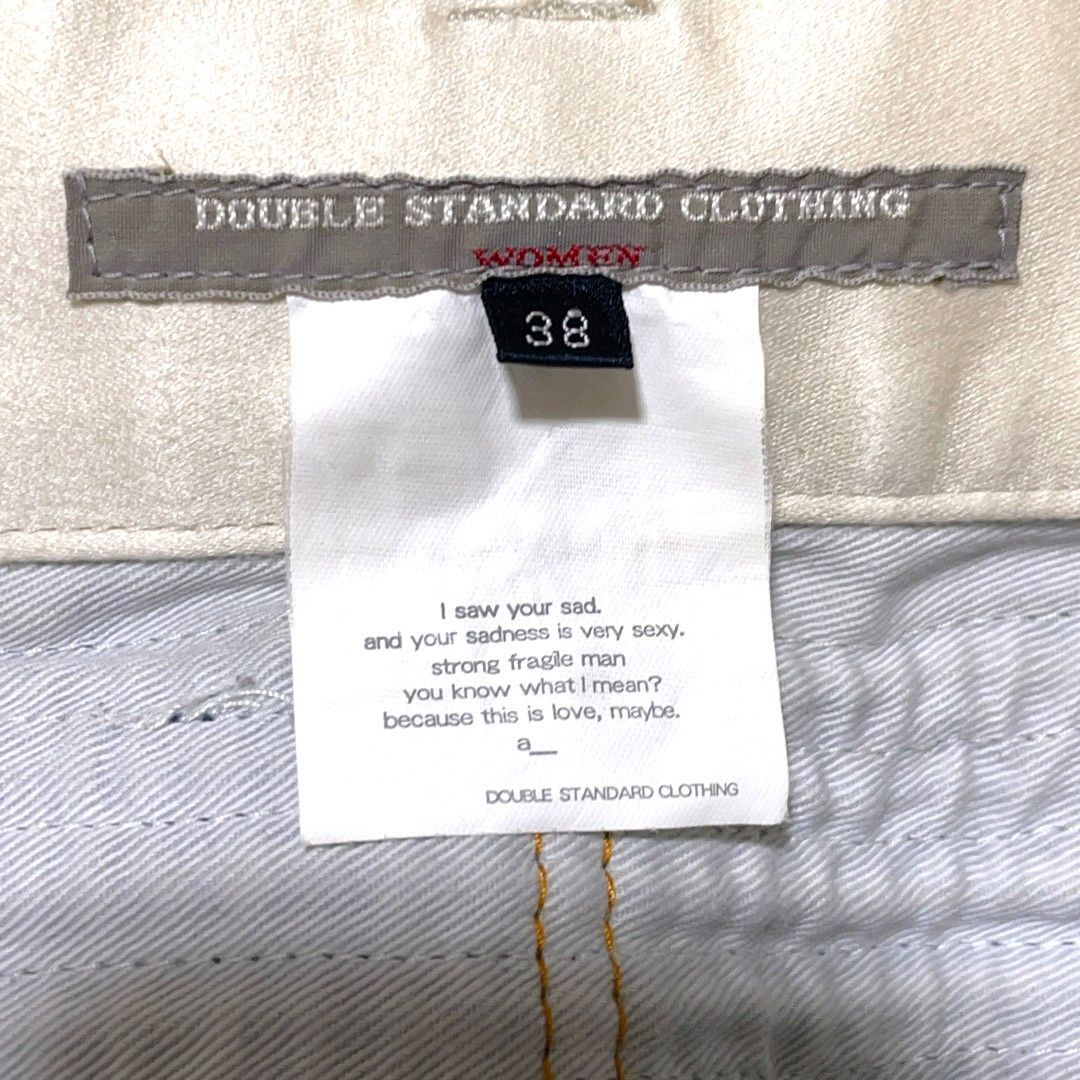 DOUBLE STANDARD CLOTHING
WOMEN
38
I saw your sad.
and your sadness is very sexy.
strong fragile man
you know what I mean?
because this is love, maybe.
a__
DOUBLE STANDARD CLOTHING